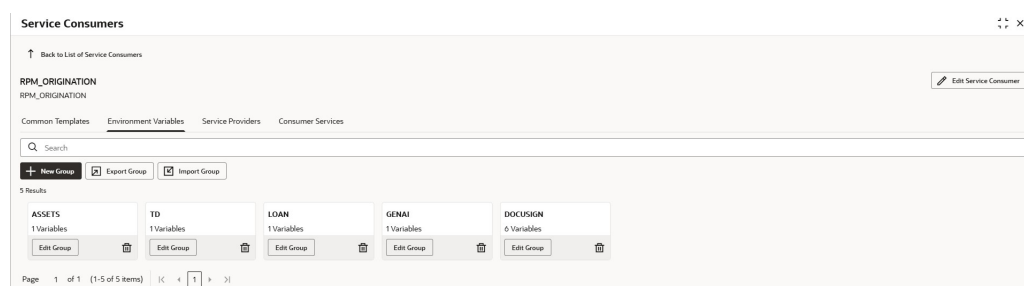 Service Consumers
Back to List of Service Consumers
RPM_ORIGINATION
Edit Service Consumer
RPM_ORIGINATION
Common Templates Environment Variables Service Providers Consumer Services
Search
New Group Export Group Import Group
5 Results
ASSETS TD LOAN GENAI DOCUSIGN
1 Variables 1 Variables 1 Variables 1 Variables 6 Variables
Edit Group Edit Group Edit Group Edit Group Edit Group
Page 1 of 1 (1-5 of 5 items) 1